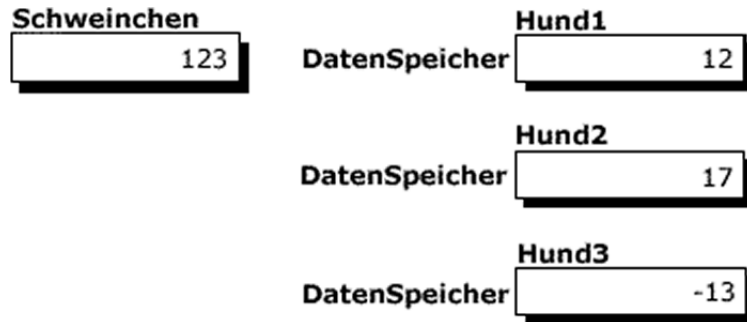 Schweinchen
123
Hund1
DatenSpeicher 12
Hund2
DatenSpeicher 17
Hund3
DatenSpeicher -13